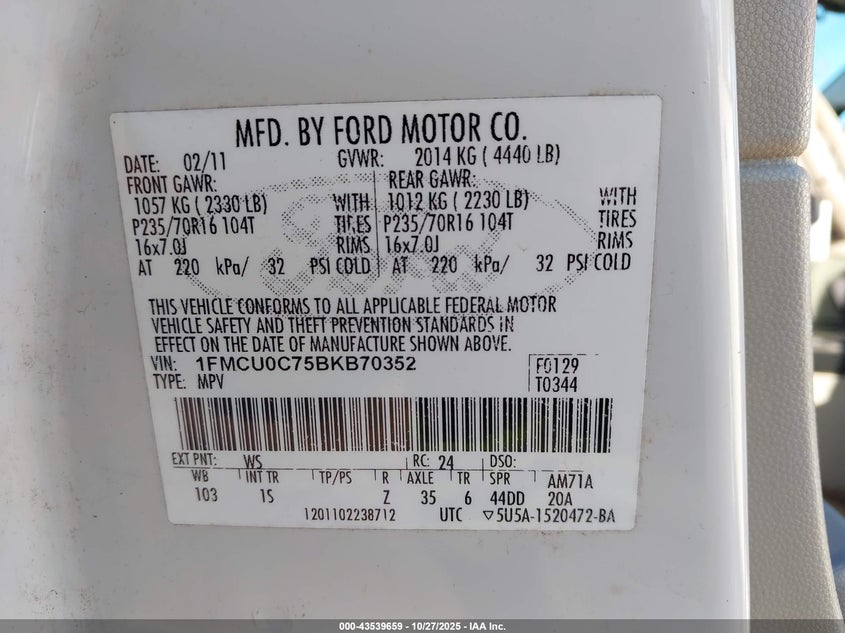 MFD. BY FORD MOTOR CO.
DATE: 02/11 GVWR: 2014 KG ( 4440 LB)
FRONT GAWR: REAR GAWR:
1057 KG ( 2330 LB) WITH 1012 KG ( 2230 LB) WITH
P235/70R16 104T TIRES P235/70R16 104T TIRES
16x7.0J RIMS 16x7.0J RIMS
AT 220 kPa/ 32 PSI COLD AT 220 kPa/ 32 PSI COLD
THIS VEHICLE CONFORMS TO ALL APPLICABLE FEDERAL MOTOR
VEHICLE SAFETY AND THEFT PREVENTION STANDARDS IN
EFFECT ON THE DATE OF MANUFACTURE SHOWN ABOVE.
VIN: 1FMCU0C75BKB70352 F0129
TYPE: MPV T0344
EXT PNT: WS RC: 24 DSO:
WB INT TR TP/PS R AXLE TR SPR AM71A
103 1S Z 35 6 44DD 20A
1201102238712 UTC ▽5U5A-1520472-BA
000-43539659 | 10/27/2025 | IAA Inc.